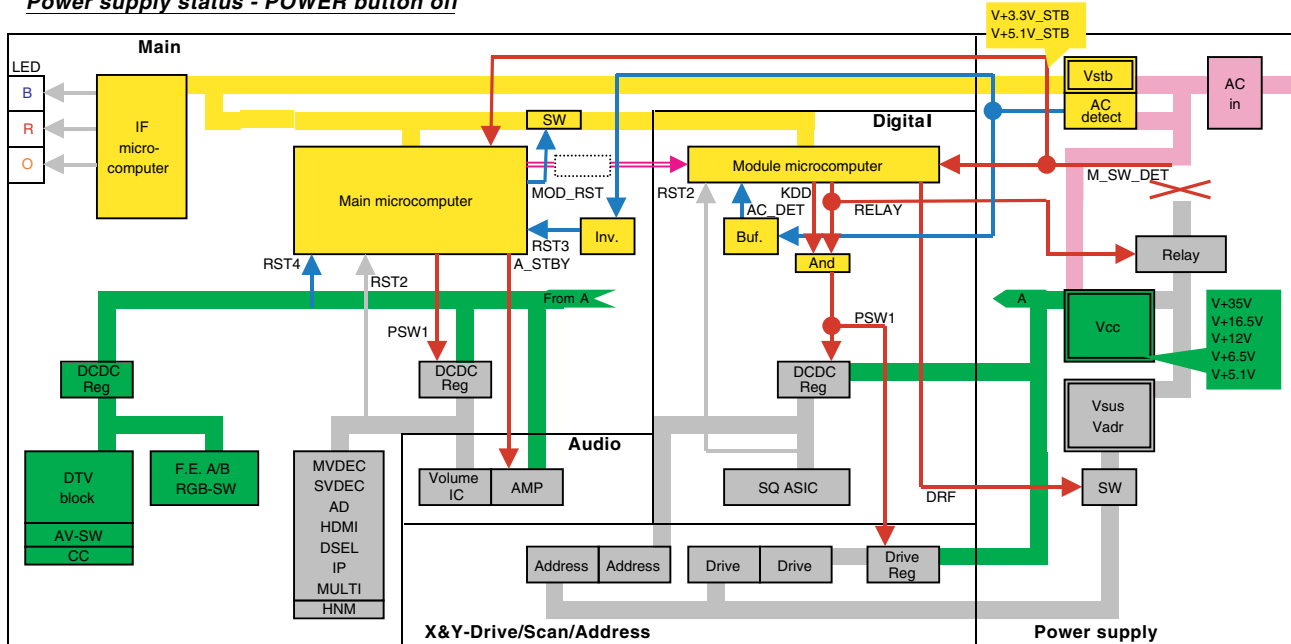 Power supply status - POWER button off
V+3.3V_STB
V+5.1V_STB
Main
LED
B
R
O
IF
micro-
computer
SW
Digital
Vstb
AC
detect
AC
in
Main microcomputer
MOD_RST
Module microcomputer
M_SW_DET
RST2
KDD
AC_DET
RELAY
RST3
Inv.
Buf.
And
Relay
RST4
RST2
A_STBY
From A
A
PSW1
PSW1
Vcc
V+35V
V+16.5V
V+12V
V+6.5V
V+5.1V
DCDC
Reg
DCDC
Reg
DCDC
Reg
Vsus
Vadr
Audio
DTV
block
AV-SW
CC
F.E. A/B
RGB-SW
MVDEC
SVDEC
AD
HDMI
DSEL
IP
MULTI
HNM
Volume
IC
AMP
SQ ASIC
DRF
SW
Address
Address
Drive
Drive
Drive
Reg
X&Y-Drive/Scan/Address
Power supply